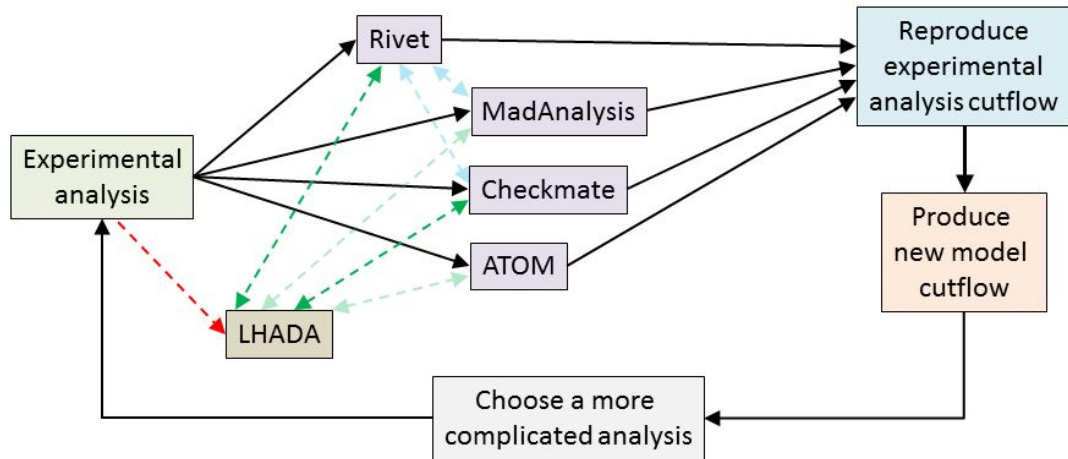 Rivet
Reproduce
experimental
analysis cutflow
MadAnalysis
Experimental
analysis
Checkmate
Produce
new model
cutflow
ATOM
LHADA
Choose a more
complicated analysis